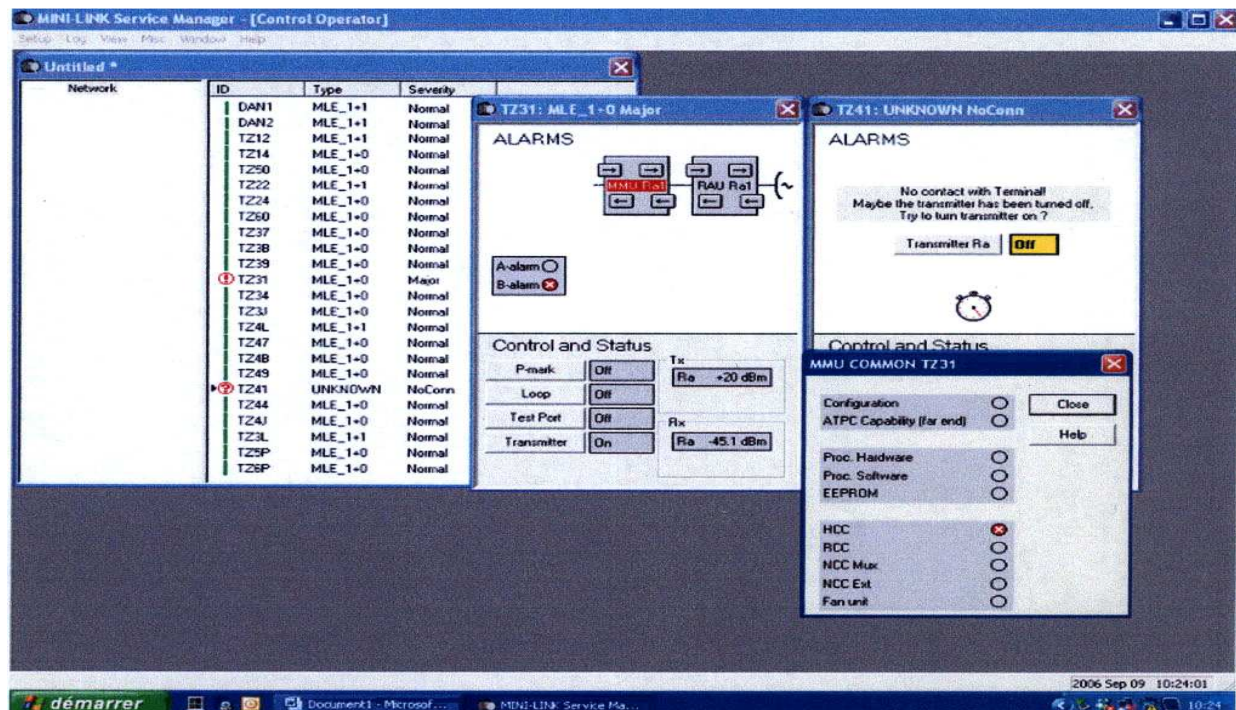 MINI-LINK Service Manager - [Control Operator]
Setup Log View Misc Window Help
Untitled *
Network
ID Type Severity
DAN1 MLE_1+1 Normal
DAN2 MLE_1+1 Normal
TZ12 MLE_1+1 Normal
TZ14 MLE_1+0 Normal
TZ50 MLE_1+0 Normal
TZ22 MLE_1+1 Normal
TZ24 MLE_1+0 Normal
TZ60 MLE_1+0 Normal
TZ37 MLE_1+0 Normal
TZ3B MLE_1+0 Normal
TZ39 MLE_1+0 Normal
TZ31 MLE_1+0 Major
TZ34 MLE_1+0 Normal
TZ3J MLE_1+0 Normal
TZ4L MLE_1+1 Normal
TZ47 MLE_1+0 Normal
TZ4B MLE_1+0 Normal
TZ49 MLE_1+0 Normal
TZ41 UNKNOWN NoConn
TZ44 MLE_1+0 Normal
TZ4J MLE_1+0 Normal
TZ3L MLE_1+1 Normal
TZ5P MLE_1+0 Normal
TZ6P MLE_1+0 Normal
TZ31: MLE_1+0 Major
ALARMS
MMU Ra1 RAU Ra1
A-alarm
B-alarm
Control and Status
P-mark Off
Loop Off
Test Port Off
Transmitter On
Tx
Ra +20 dBm
Rx
Ra -45.1 dBm
TZ41: UNKNOWN NoConn
ALARMS
No contact with Terminal!
Maybe the transmitter has been turned off.
Try to turn transmitter on ?
Transmitter Ra Off
Control and Status
MMU COMMON TZ31
Configuration
ATPC Capability (far end)
Proc. Hardware
Proc. Software
EEPROM
HCC
RCC
NCC Mux
NCC Ext
Fan unit
Close
Help
2006 Sep 09 10:24:01
démarrer
Document1 - Microsof...
MINI-LINK Service Ma...
10:24